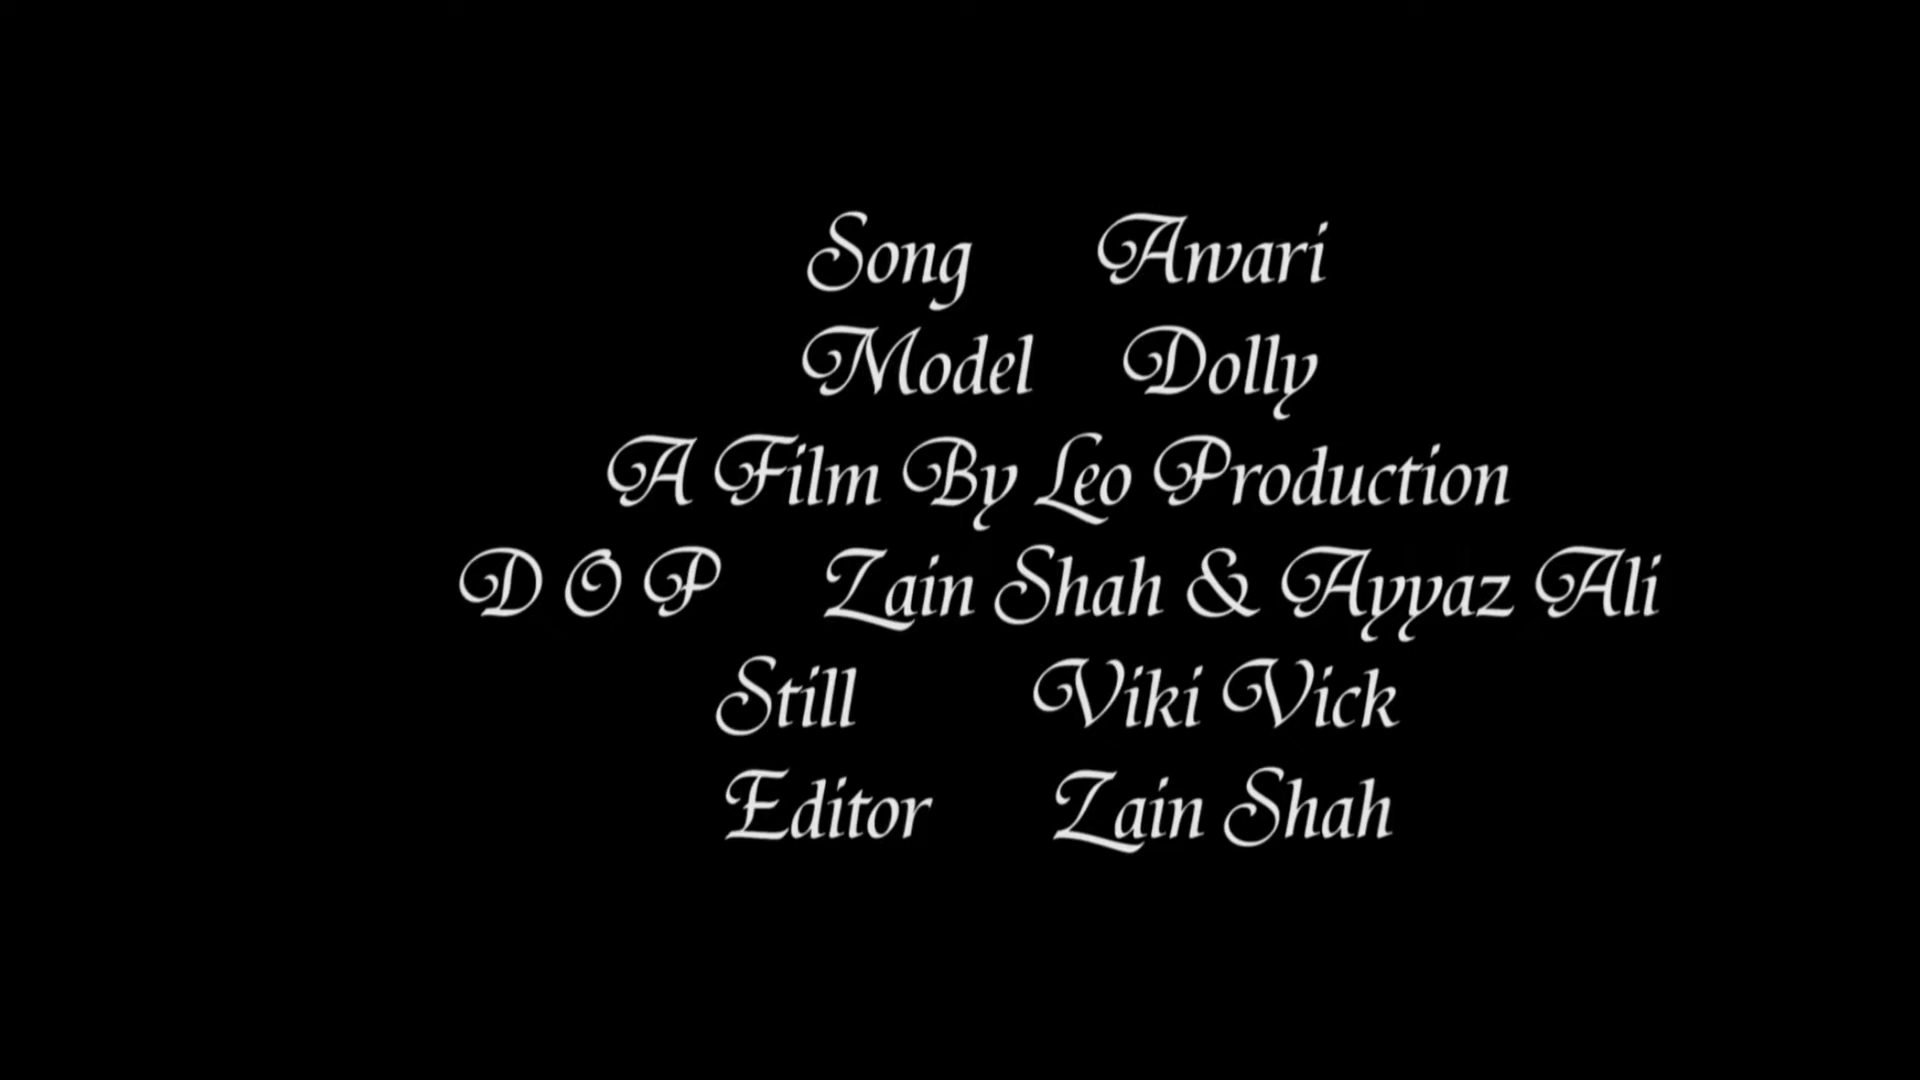 Song Awari
Model Dolly
A Film By Leo Production
D O P Zain Shah & Ayyaz Ali
Still Viki Vick
Editor Zain Shah